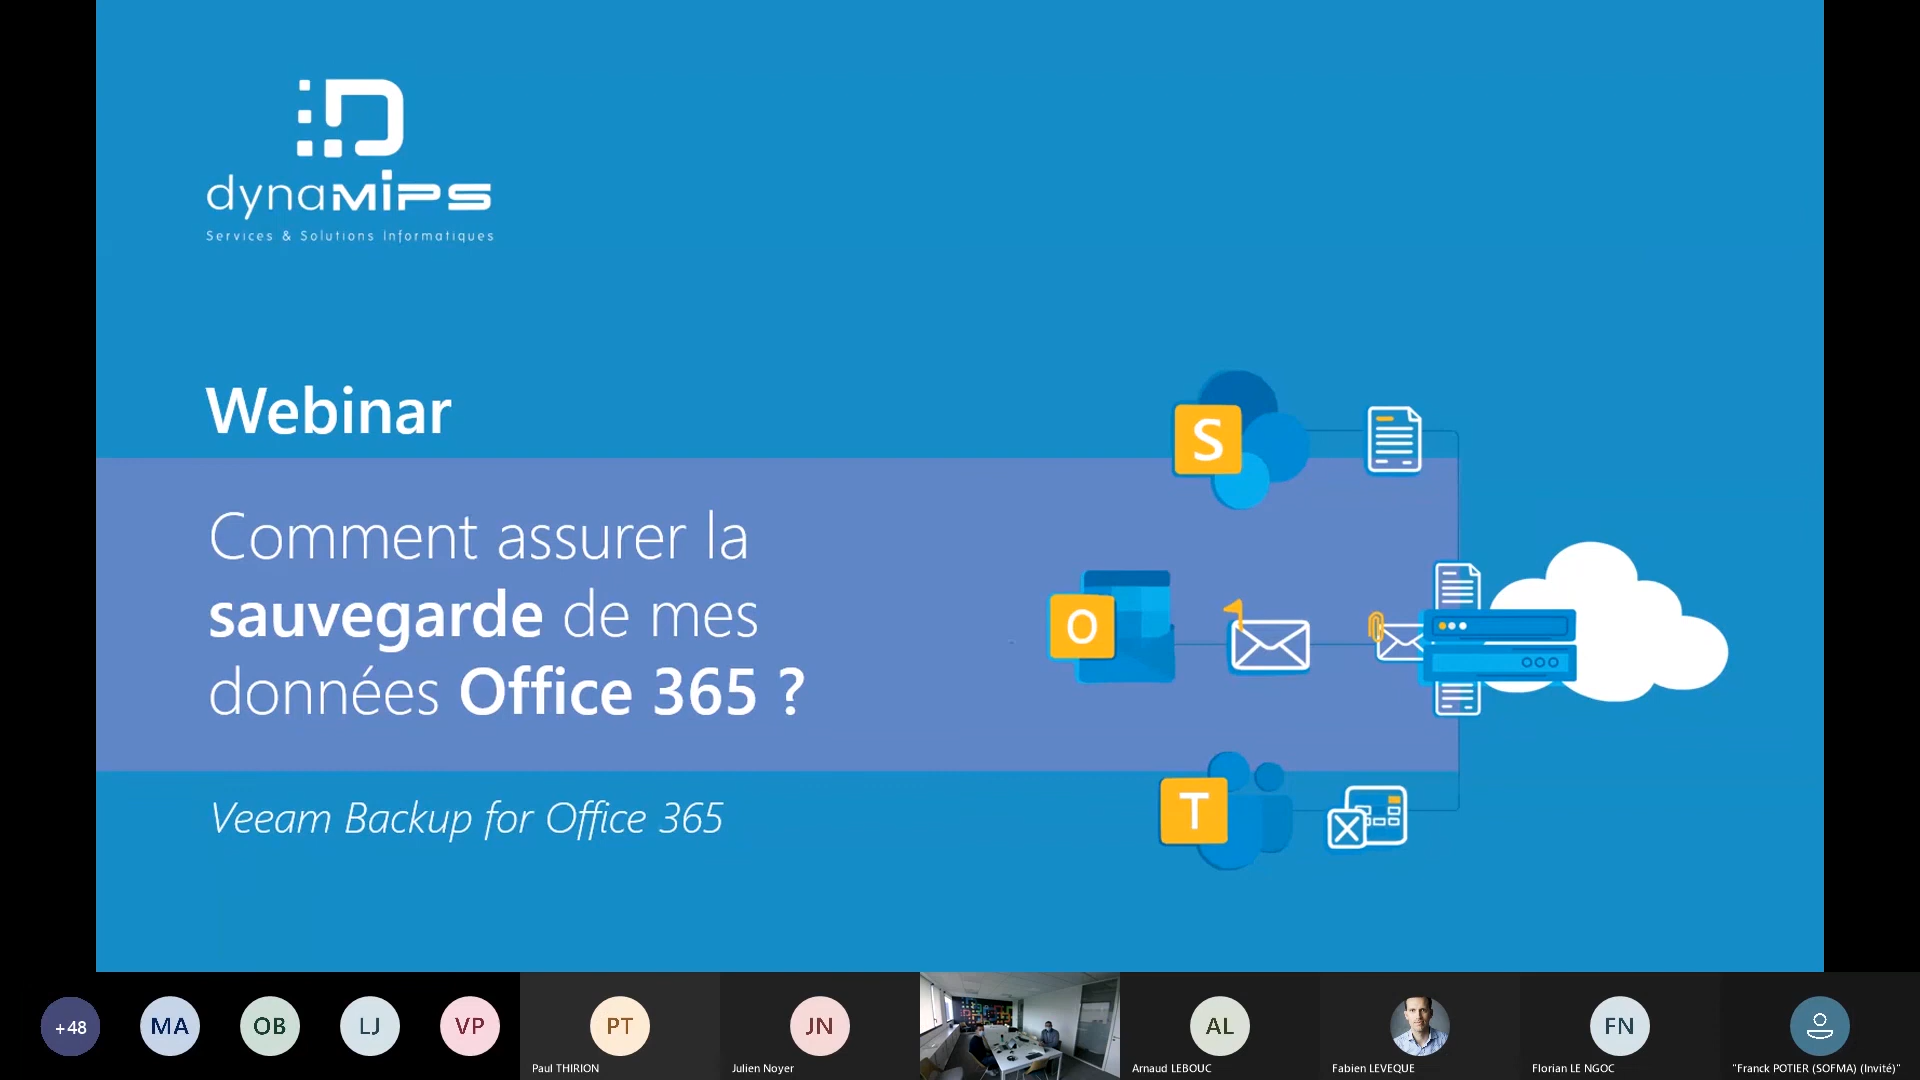 dynaMIPS
Services & Solutions Informatiques
Webinar
Comment assurer la
sauvegarde de mes
données Office 365 ?
Veeam Backup for Office 365
S
O
T
+48
MA
OB
LJ
VP
PT
JN
AL
FN
Paul THIRION
Julien Noyer
Arnaud LEBOUC
Fabien LEVEQUE
Florian LE NGOC
"Franck POTIER (SOFMA) (Invité)"